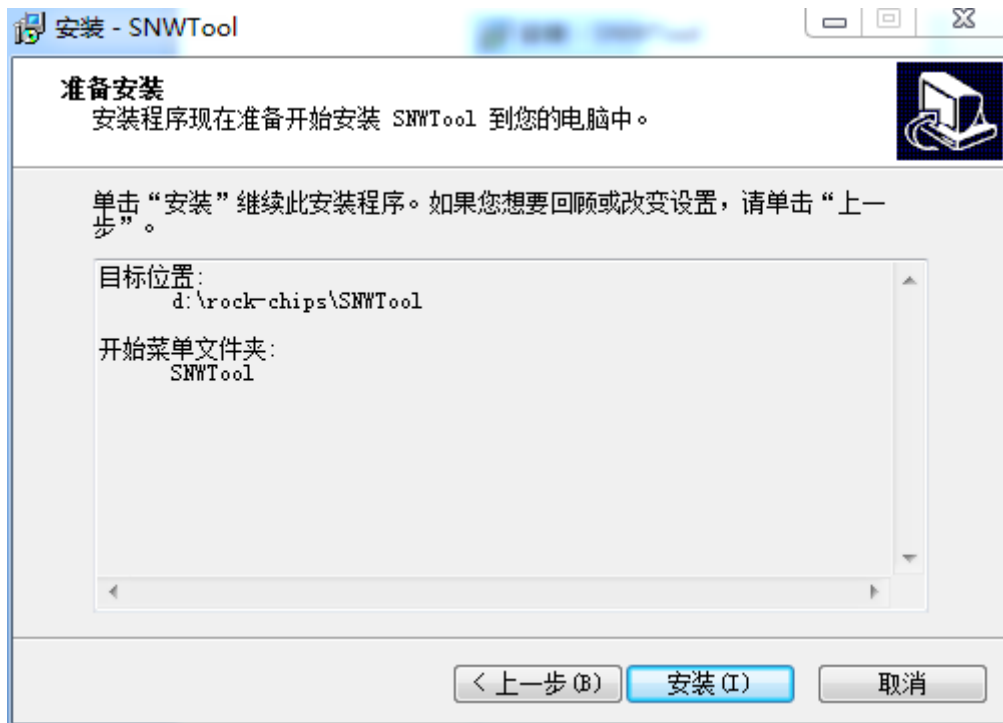 安装 - SNWTool
准备安装
安装程序现在准备开始安装 SNWTool 到您的电脑中。
单击“安装”继续此安装程序。如果您想要回顾或改变设置，请单击“上一
步”。
目标位置:
d:\rock-chips\SNWTool
开始菜单文件夹:
SNWTool
< 上一步(B)
安装(I)
取消